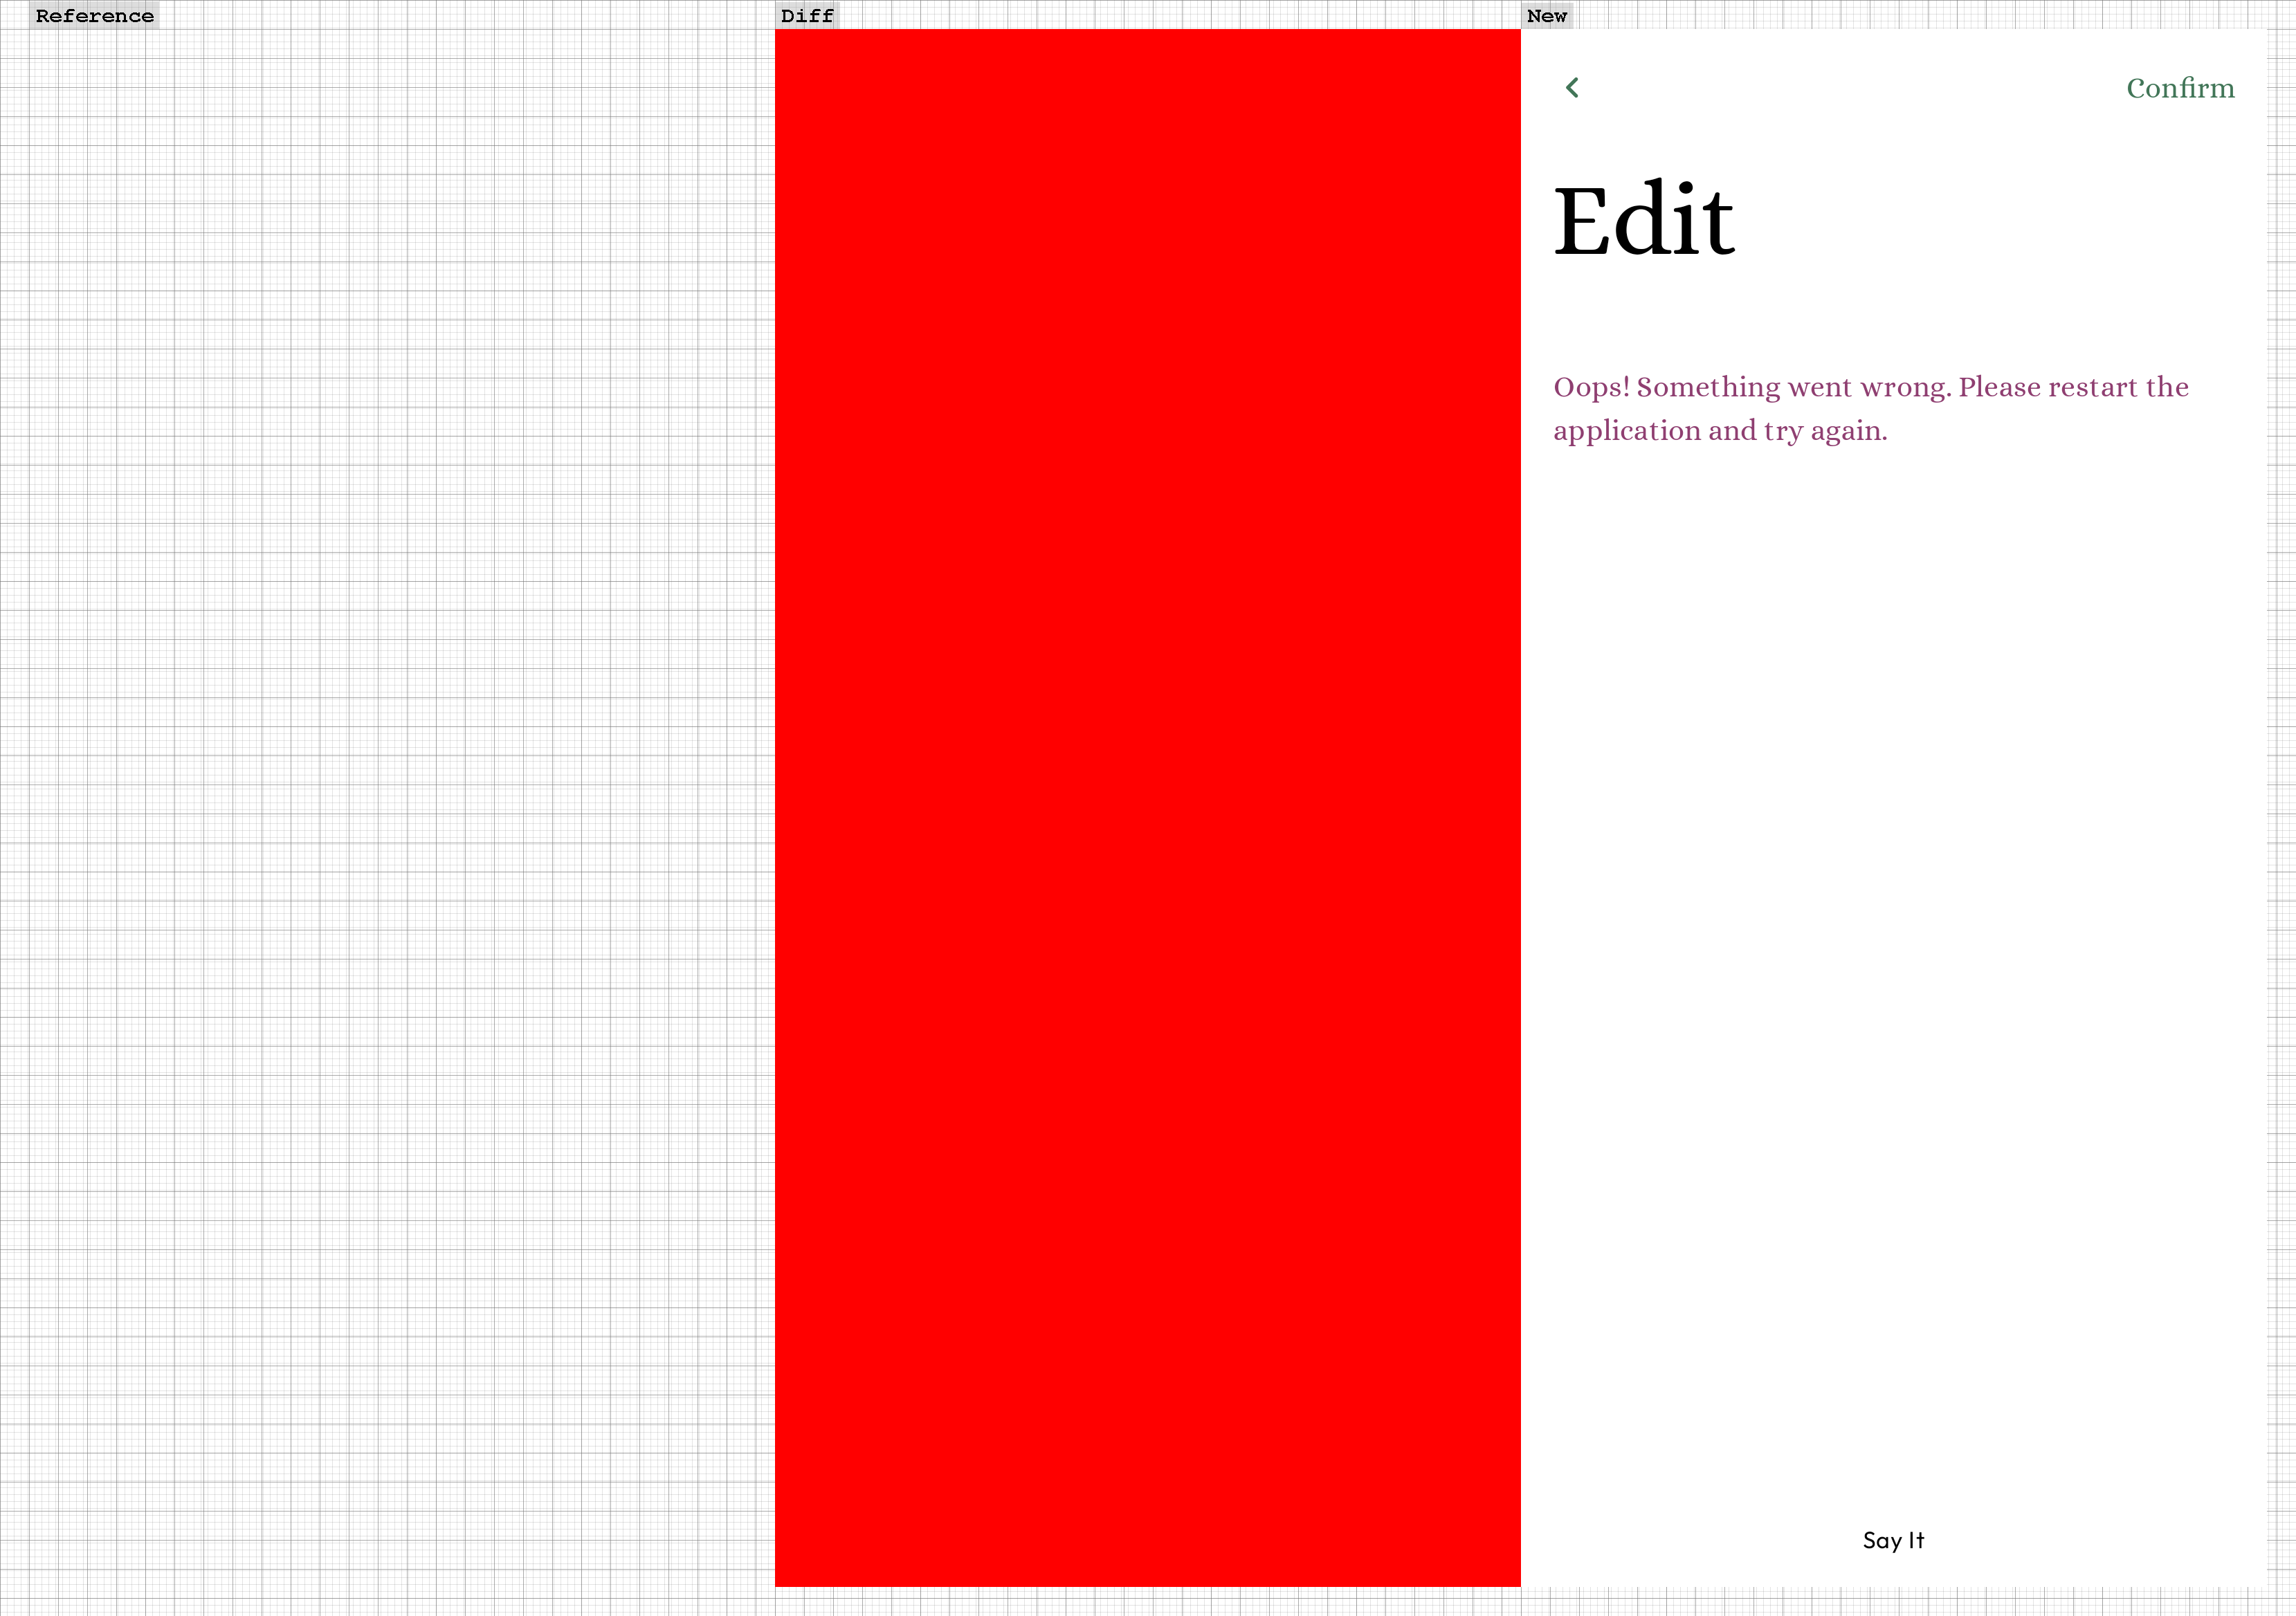 Reference
Diff
New
Confirm
Edit
Oops! Something went wrong. Please restart the
application and try again.
Say It